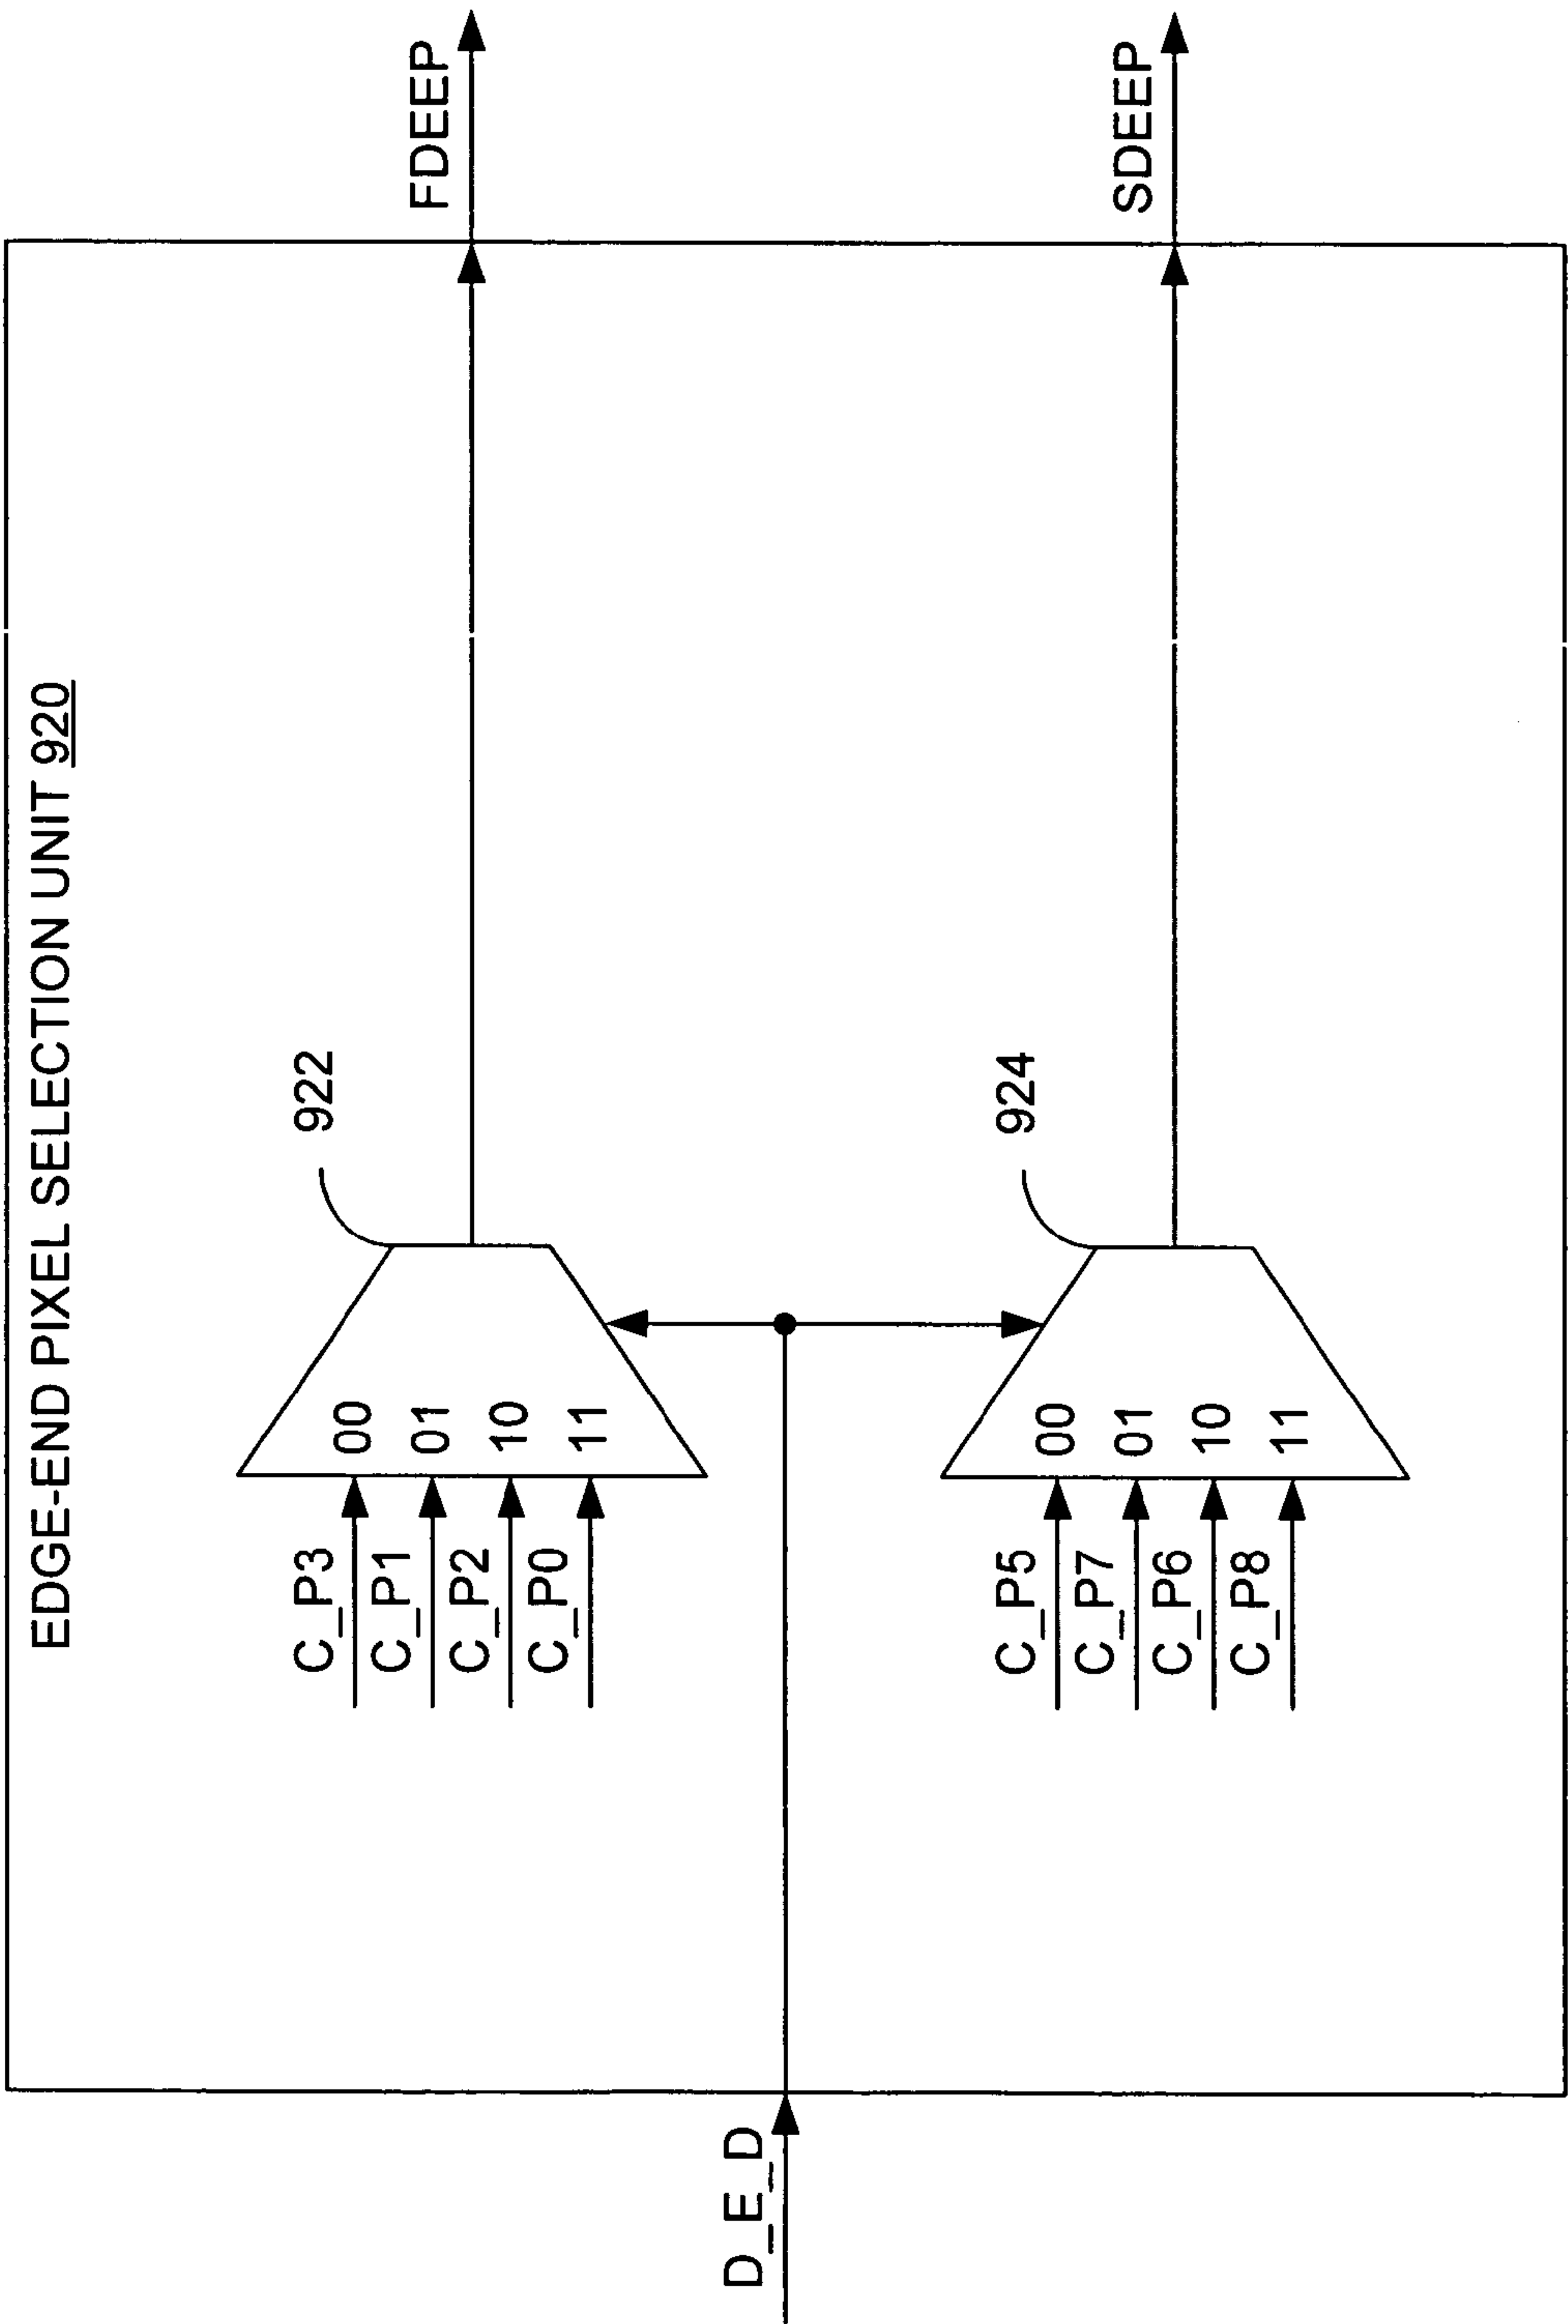 EDGE-END PIXEL SELECTION UNIT 920
922
C_P3 00
C_P1 01
C_P2 10
C_P0 11
FDEEP
D_E_D
924
C_P5 00
C_P7 01
C_P6 10
C_P8 11
SDEEP